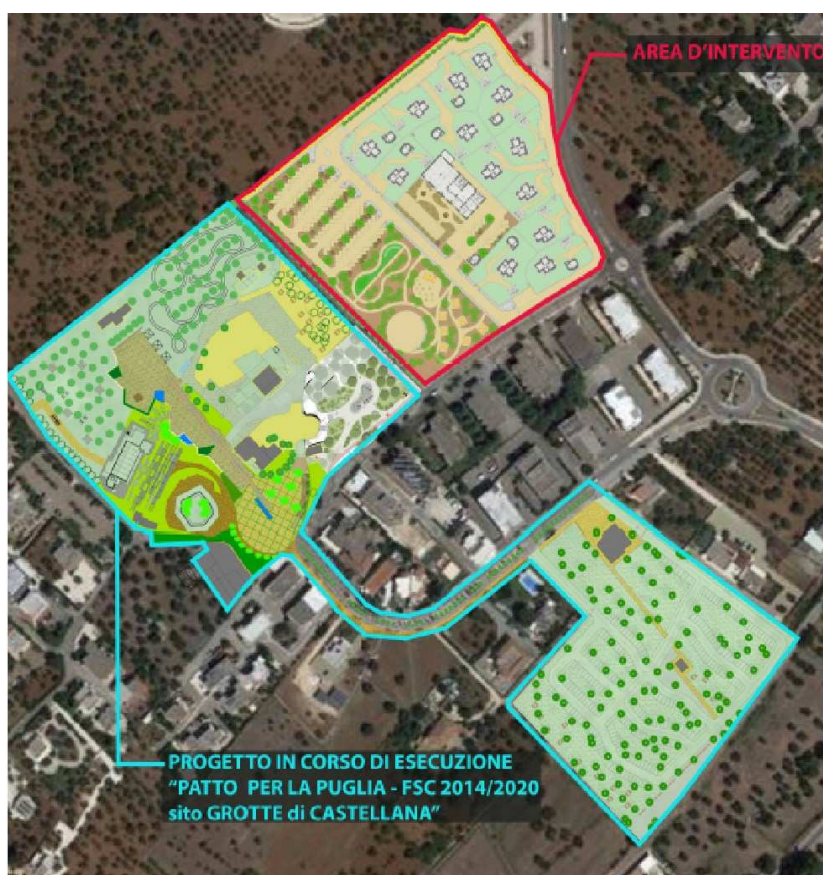 AREA D'INTERVENTO
PROGETTO IN CORSO DI ESECUZIONE
“PATTO PER LA PUGLIA - FSC 2014/2020
sito GROTTE di CASTELLANA”